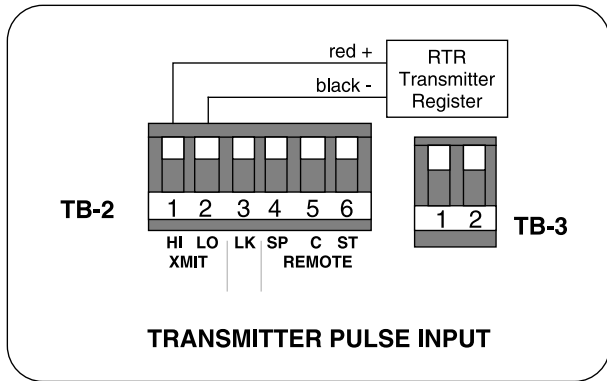 red +
RTR
Transmitter
Register
black -
TB-2
1 2 3 4 5 6
HI LO LK SP C ST
XMIT REMOTE
1 2
TB-3
TRANSMITTER PULSE INPUT